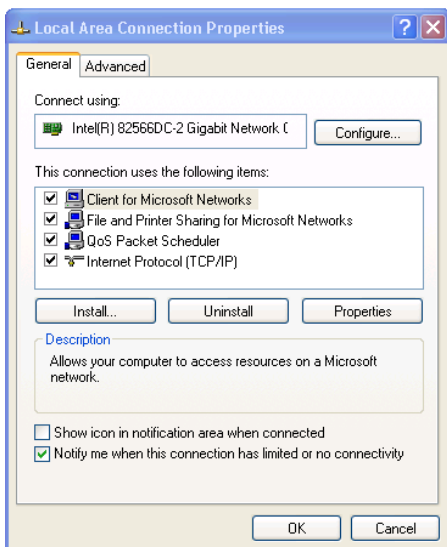 Local Area Connection Properties
General
Advanced
Connect using:
Intel(R) 82566DC-2 Gigabit Network C
Configure...
This connection uses the following items:
Client for Microsoft Networks
File and Printer Sharing for Microsoft Networks
QoS Packet Scheduler
Internet Protocol (TCP/IP)
Install...
Uninstall
Properties
Description
Allows your computer to access resources on a Microsoft
network.
Show icon in notification area when connected
Notify me when this connection has limited or no connectivity
OK
Cancel